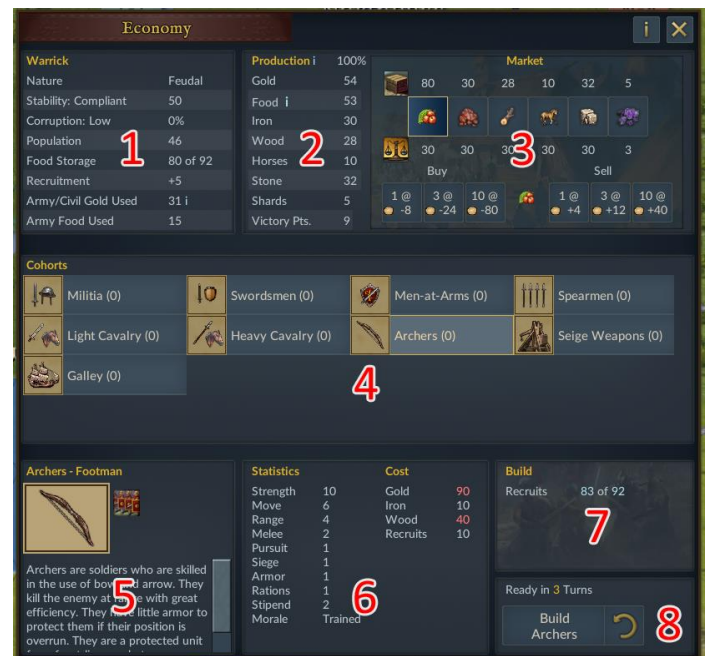 Economy
i
Warrick
Nature Feudal
Stability: Compliant 50
Corruption: Low 0%
Population 46
Food Storage 80 of 92
Recruitment +5
Army/Civil Gold Used 31 i
Army Food Used 15
1
Production i 100%
Gold 54
Food i 53
Iron 30
Wood 28
Horses 10
Stone 32
Shards 5
Victory Pts. 9
2
Market
80 30 28 10 32 5
30 30 30 30 30 3
3
Buy Sell
1 @ 3 @ 10 @ 1 @ 3 @ 10 @
-8 -24 -80 +4 +12 +40
Cohorts
Militia (0) Swordsmen (0) Men-at-Arms (0) Spearmen (0)
Light Cavalry (0) Heavy Cavalry (0) Archers (0) Seige Weapons (0)
Galley (0)
4
Archers - Footman
Archers are soldiers who are skilled
in the use of bow and arrow. They
kill the enemy at range with great
efficiency. They have little armor to
protect them if their position is
overrun. They are a protected unit
5
Statistics Cost
Strength 10 Gold 90
Move 6 Iron 10
Range 4 Wood 40
Melee 2 Recruits 10
Pursuit 1
Siege 1
Armor 1
Rations 1
Stipend 2
Morale Trained
6
Build
Recruits 83 of 92
7
Ready in 3 Turns
Build
Archers
8